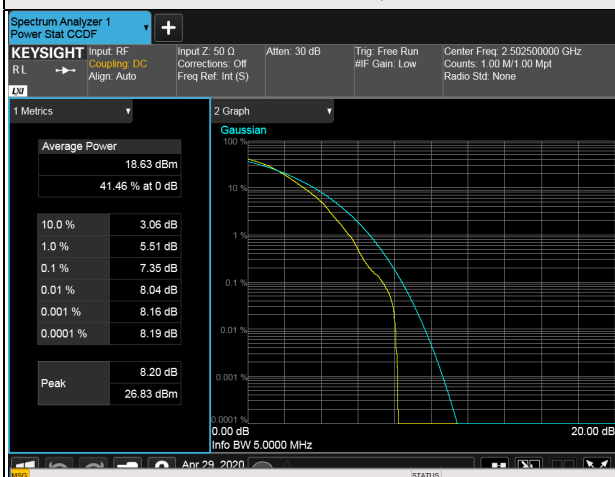 Spectrum Analyzer 1
Power Stat CCDF
+
KEYSIGHT
R L
LXI
Input: RF
Coupling: DC
Align: Auto
Input Z: 50 Ω
Corrections: Off
Freq Ref: Int (S)
Atten: 30 dB
Trig: Free Run
#IF Gain: Low
Center Freq: 2.502500000 GHz
Counts: 1.00 M/1.00 Mpt
Radio Std: None
1 Metrics
Average Power
18.63 dBm
41.46 % at 0 dB
10.0 % 3.06 dB
1.0 % 5.51 dB
0.1 % 7.35 dB
0.01 % 8.04 dB
0.001 % 8.16 dB
0.0001 % 8.19 dB
Peak
8.20 dB
26.83 dBm
2 Graph
Gaussian
100 %
10 %
1 %
0.1 %
0.01 %
0.001 %
0.0001 %
0.00 dB
20.00 dB
Info BW 5.0000 MHz
Apr 29, 2020
MSG
STATUS